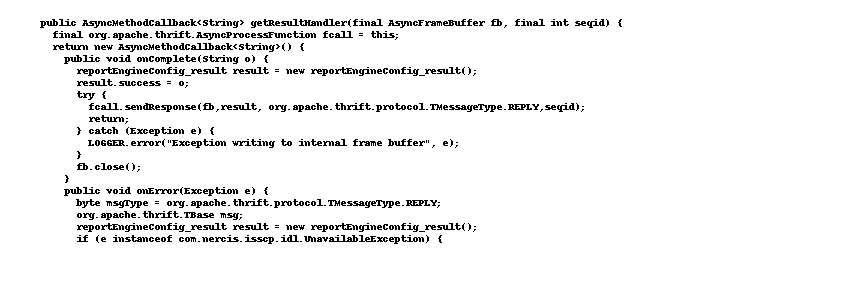 public AsyncMethodCallback<String> getResultHandler(final AsyncFrameBuffer fb, final int seqid) {
final org.apache.thrift.AsyncProcessFunction fcall = this;
return new AsyncMethodCallback<String>() {
public void onComplete(String o) {
reportEngineConfig_result result = new reportEngineConfig_result();
result.success = o;
try {
fcall.sendResponse(fb,result, org.apache.thrift.protocol.TMessageType.REPLY,seqid);
return;
} catch (Exception e) {
LOGGER.error("Exception writing to internal frame buffer", e);
}
fb.close();
}
public void onError(Exception e) {
byte msgType = org.apache.thrift.protocol.TMessageType.REPLY;
org.apache.thrift.TBase msg;
reportEngineConfig_result result = new reportEngineConfig_result();
if (e instanceof com.nercis.isscp.idl.UnavailableException) {